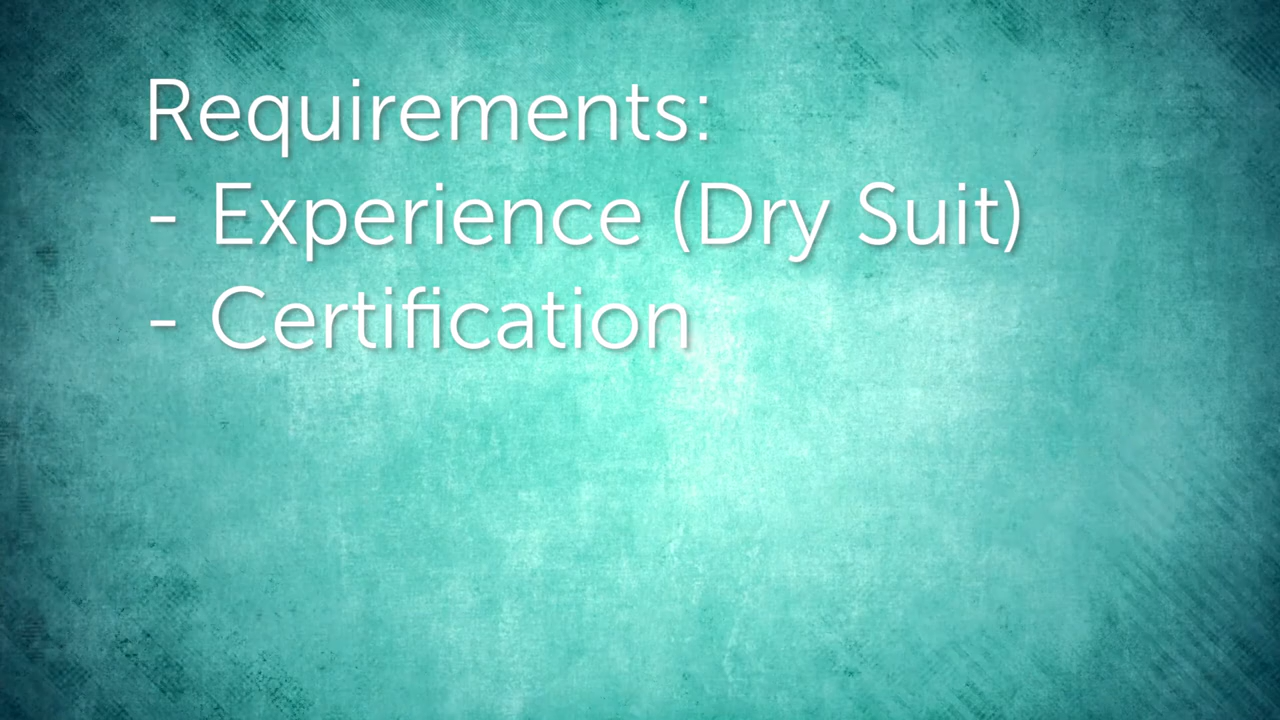 Requirements:
- Experience (Dry Suit)
- Certification